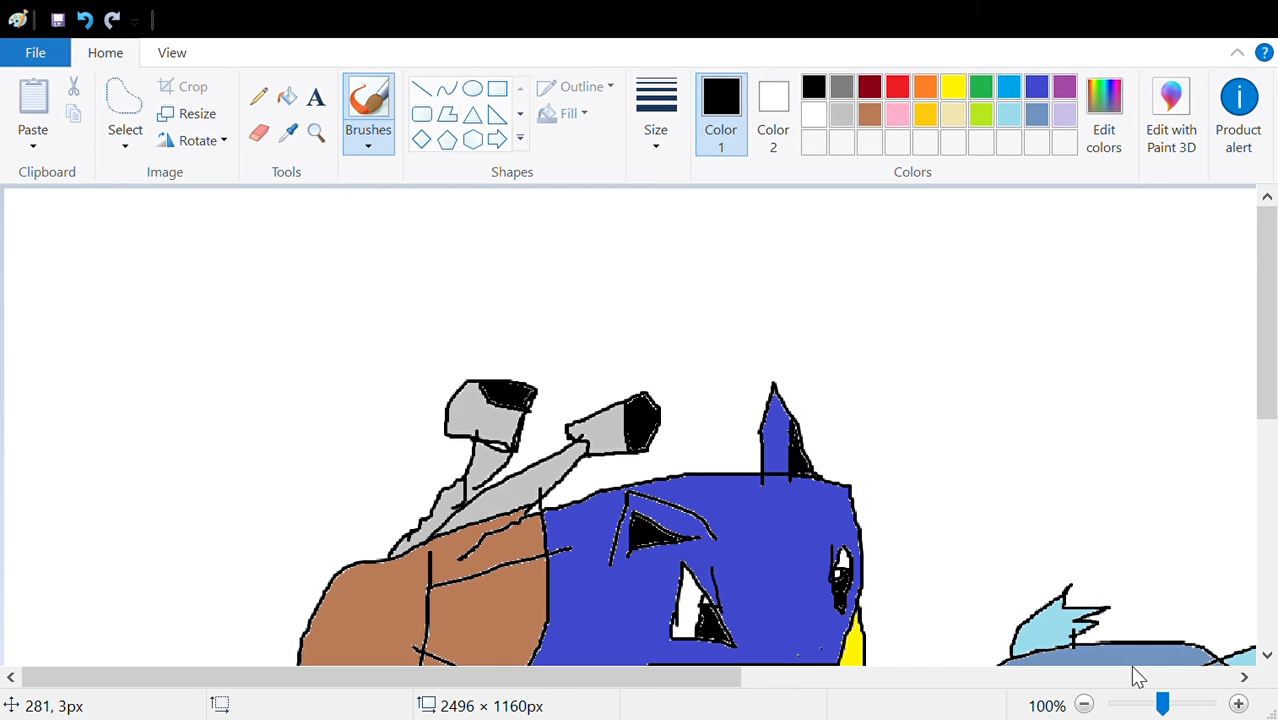 File
Home
View
Paste
Select
Crop
Resize
Rotate
A
Brushes
Outline
Fill
Size
Color
1
Color
2
Edit
colors
Edit with
Paint 3D
Product
alert
Clipboard
Image
Tools
Shapes
Colors
281, 3px
2496 × 1160px
100%